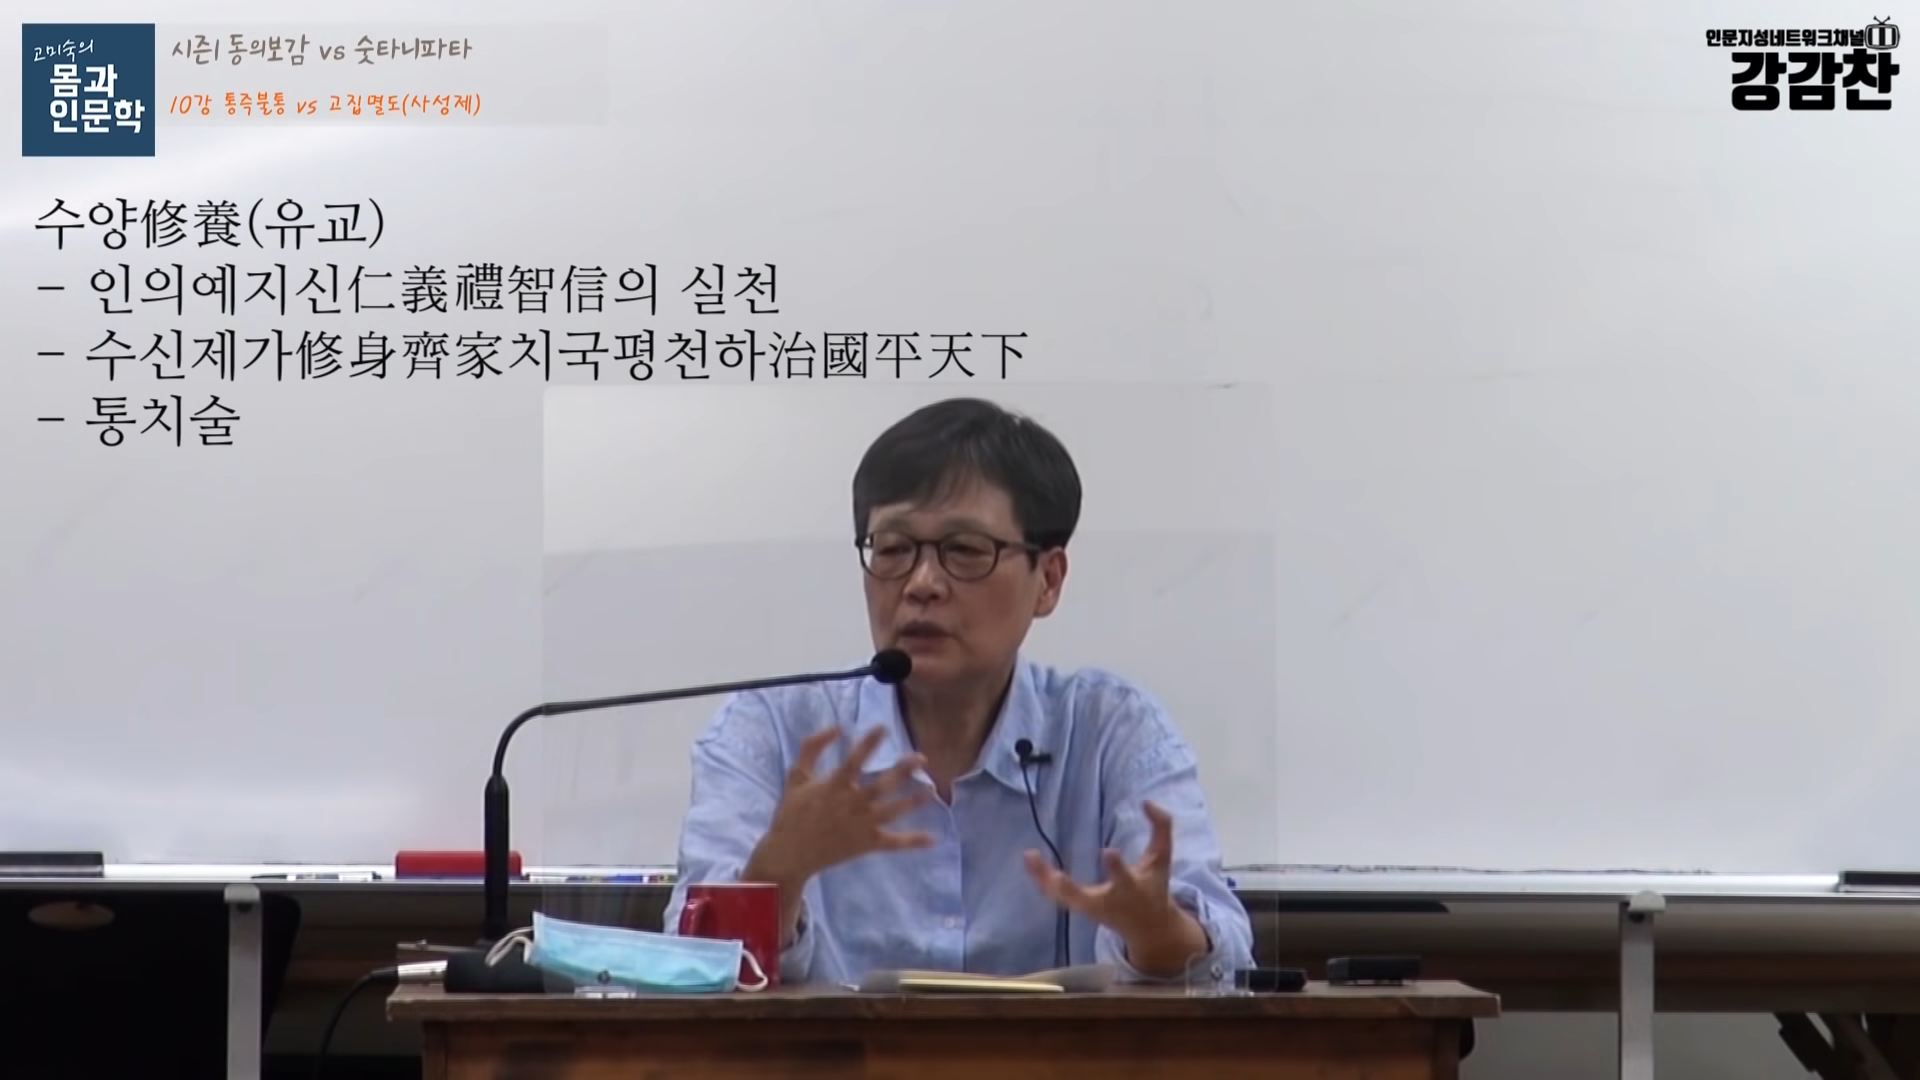 고미숙의
몸과
인문학
시즌1 동의보감 vs 숫타니파타
10강 통즉불통 vs 고집멸도(사성제)
인문지성네트워크채널
강감찬
수양修養(유교)
- 인의예지신仁義禮智信의 실천
- 수신제가修身齊家치국평천하治國平天下
- 통치술